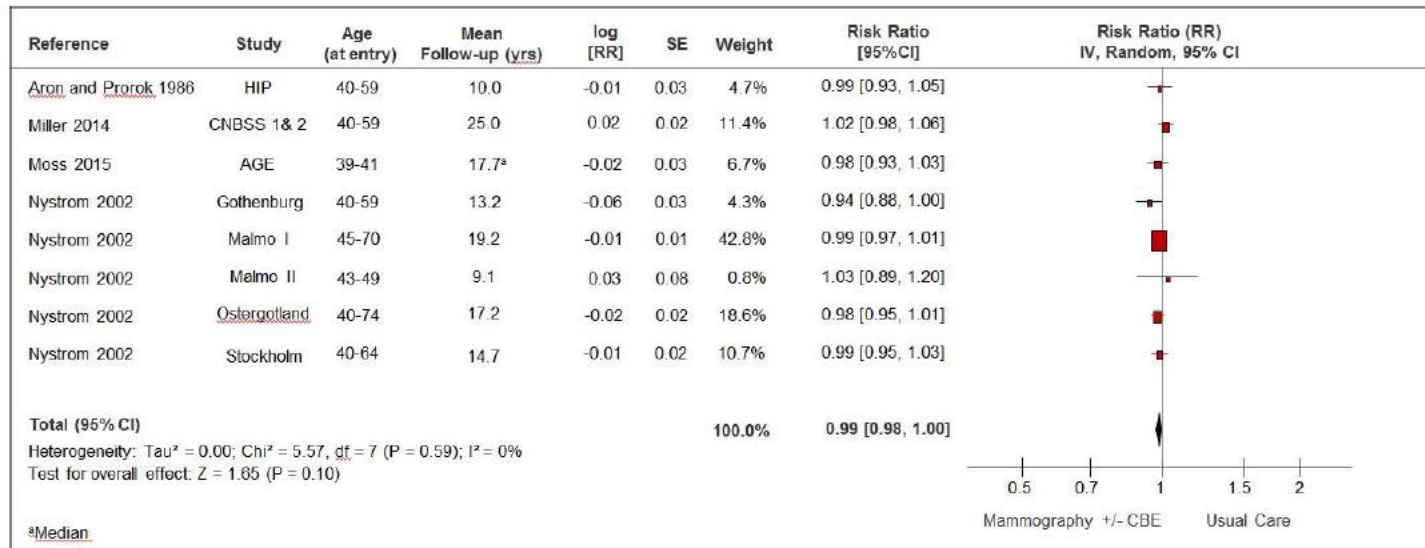 Reference Study Age (at entry) Mean Follow-up (yrs) log [RR] SE Weight Risk Ratio [95%CI] Risk Ratio (RR) IV, Random, 95% CI
Aron and Prorok 1986 HIP 40-59 10.0 -0.01 0.03 4.7% 0.99 [0.93, 1.05]
Miller 2014 CNBSS 1& 2 40-59 25.0 0.02 0.02 11.4% 1.02 [0.98, 1.06]
Moss 2015 AGE 39-41 17.7ª -0.02 0.03 6.7% 0.98 [0.93, 1.03]
Nystrom 2002 Gothenburg 40-59 13.2 -0.06 0.03 4.3% 0.94 [0.88, 1.00]
Nystrom 2002 Malmo I 45-70 19.2 -0.01 0.01 42.8% 0.99 [0.97, 1.01]
Nystrom 2002 Malmo II 43-49 9.1 0.03 0.08 0.8% 1.03 [0.89, 1.20]
Nystrom 2002 Ostergotland 40-74 17.2 -0.02 0.02 18.6% 0.98 [0.95, 1.01]
Nystrom 2002 Stockholm 40-64 14.7 -0.01 0.02 10.7% 0.99 [0.95, 1.03]
Total (95% CI) 100.0% 0.99 [0.98, 1.00]
Heterogeneity: Tau² = 0.00; Chi² = 5.57, df = 7 (P = 0.59); I² = 0%
Test for overall effect: Z = 1.65 (P = 0.10)
0.5 0.7 1 1.5 2
Mammography +/- CBE Usual Care
ªMedian